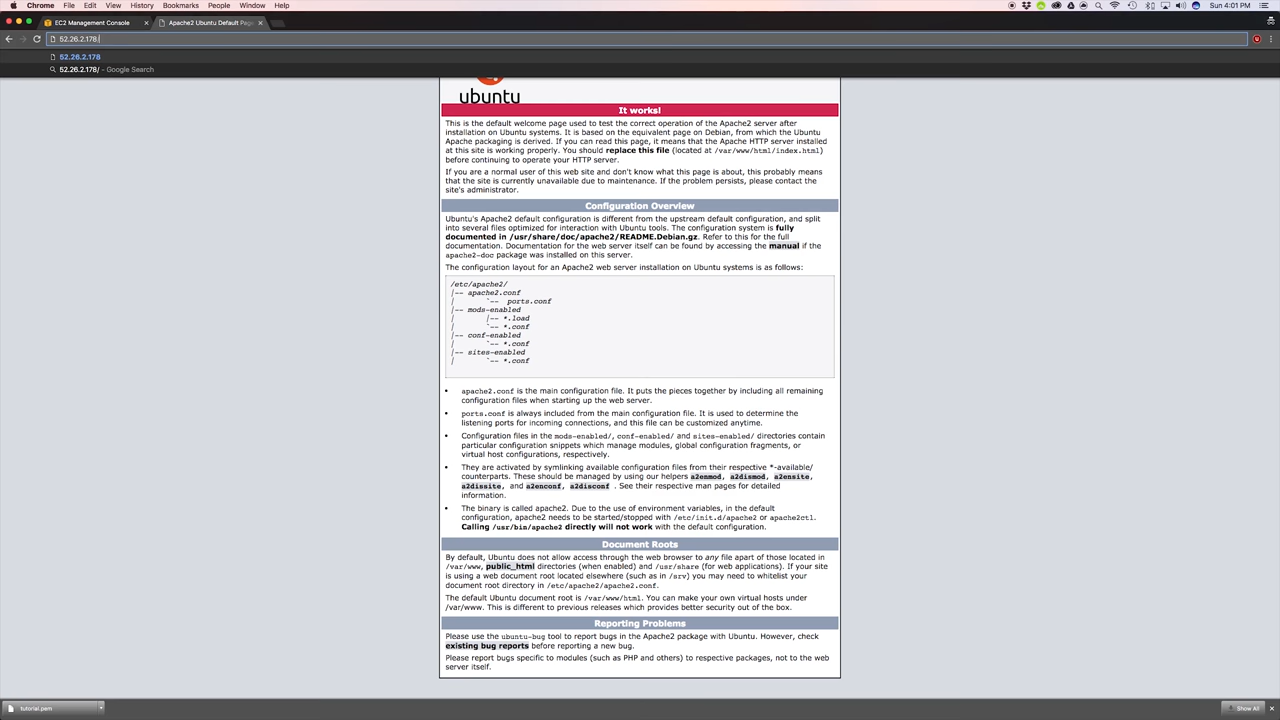 Chrome File Edit View History Bookmarks People Window Help
Sun 4:01 PM
EC2 Management Console
Apache2 Ubuntu Default Pag
52.26.2.178/
52.26.2.178
52.26.2.178/ - Google Search
ubuntu
It works!
This is the default welcome page used to test the correct operation of the Apache2 server after
installation on Ubuntu systems. It is based on the equivalent page on Debian, from which the Ubuntu
Apache packaging is derived. If you can read this page, it means that the Apache HTTP server installed
at this site is working properly. You should replace this file (located at /var/www/html/index.html)
before continuing to operate your HTTP server.
If you are a normal user of this web site and don't know what this page is about, this probably means
that the site is currently unavailable due to maintenance. If the problem persists, please contact the
site's administrator.
Configuration Overview
Ubuntu's Apache2 default configuration is different from the upstream default configuration, and split
into several files optimized for interaction with Ubuntu tools. The configuration system is fully
documented in /usr/share/doc/apache2/README.Debian.gz. Refer to this for the full
documentation. Documentation for the web server itself can be found by accessing the manual if the
apache2-doc package was installed on this server.
The configuration layout for an Apache2 web server installation on Ubuntu systems is as follows:
/etc/apache2/
|-- apache2.conf
|       `-- ports.conf
|-- mods-enabled
|       |-- *.load
|       `-- *.conf
|-- conf-enabled
|       `-- *.conf
|-- sites-enabled
|       `-- *.conf
• apache2.conf is the main configuration file. It puts the pieces together by including all remaining
configuration files when starting up the web server.
• ports.conf is always included from the main configuration file. It is used to determine the
listening ports for incoming connections, and this file can be customized anytime.
• Configuration files in the mods-enabled/, conf-enabled/ and sites-enabled/ directories contain
particular configuration snippets which manage modules, global configuration fragments, or
virtual host configurations, respectively.
• They are activated by symlinking available configuration files from their respective *-available/
counterparts. These should be managed by using our helpers a2enmod, a2dismod, a2ensite,
a2dissite, and a2enconf, a2disconf . See their respective man pages for detailed
information.
• The binary is called apache2. Due to the use of environment variables, in the default
configuration, apache2 needs to be started/stopped with /etc/init.d/apache2 or apache2ctl.
Calling /usr/bin/apache2 directly will not work with the default configuration.
Document Roots
By default, Ubuntu does not allow access through the web browser to any file apart of those located in
/var/www, public_html directories (when enabled) and /usr/share (for web applications). If your site
is using a web document root located elsewhere (such as in /srv) you may need to whitelist your
document root directory in /etc/apache2/apache2.conf.
The default Ubuntu document root is /var/www/html. You can make your own virtual hosts under
/var/www. This is different to previous releases which provides better security out of the box.
Reporting Problems
Please use the ubuntu-bug tool to report bugs in the Apache2 package with Ubuntu. However, check
existing bug reports before reporting a new bug.
Please report bugs specific to modules (such as PHP and others) to respective packages, not to the web
server itself.
tutorial.pem
Show All